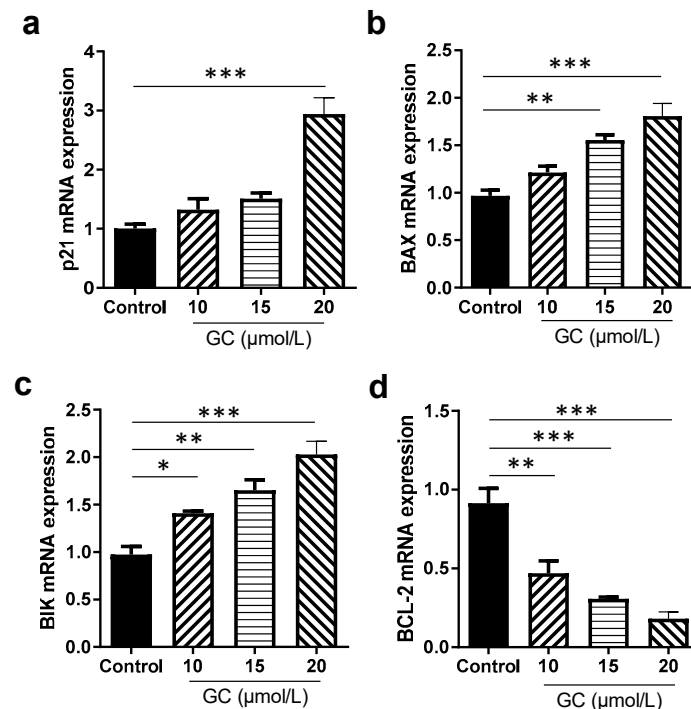 a
p21 mRNA expression
4
3
2
1
0
***
Control 10 15 20
GC (µmol/L)
b
BAX mRNA expression
2.5
2.0
1.5
1.0
0.5
0.0
***
**
Control 10 15 20
GC (µmol/L)
c
BIK mRNA expression
2.5
2.0
1.5
1.0
0.5
0.0
***
**
*
Control 10 15 20
GC (µmol/L)
d
BCL-2 mRNA expression
1.5
1.0
0.5
0.0
***
***
**
Control 10 15 20
GC (µmol/L)